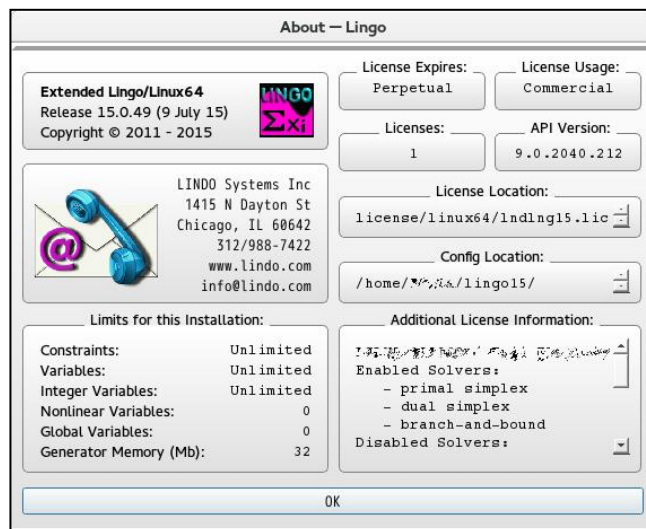 About — Lingo
Extended Lingo/Linux64
Release 15.0.49 (9 July 15)
Copyright © 2011 - 2015
LINGO
Σxi
License Expires:
Perpetual
License Usage:
Commercial
Licenses:
1
API Version:
9.0.2040.212
LINDO Systems Inc
1415 N Dayton St
Chicago, IL 60642
312/988-7422
www.lindo.com
info@lindo.com
@
License Location:
license/linux64/lndlng15.lic
Config Location:
/home/ /lingo15/
Limits for this Installation:
Constraints: Unlimited
Variables: Unlimited
Integer Variables: Unlimited
Nonlinear Variables: 0
Global Variables: 0
Generator Memory (Mb): 32
Additional License Information:
Enabled Solvers:
- primal simplex
- dual simplex
- branch-and-bound
Disabled Solvers:
OK